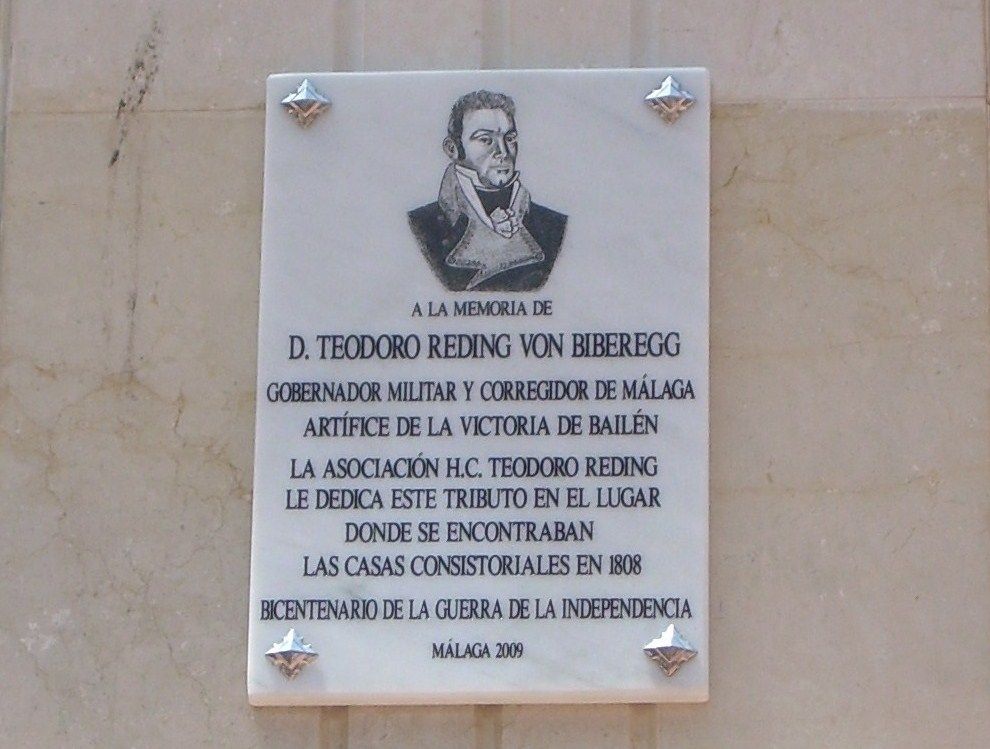 A LA MEMORIA DE
D. TEODORO REDING VON BIBEREGG
GOBERNADOR MILITAR Y CORREGIDOR DE MÁLAGA
ARTÍFICE DE LA VICTORIA DE BAILÉN
LA ASOCIACIÓN H.C. TEODORO REDING
LE DEDICA ESTE TRIBUTO EN EL LUGAR
DONDE SE ENCONTRABAN
LAS CASAS CONSISTORIALES EN 1808
BICENTENARIO DE LA GUERRA DE LA INDEPENDENCIA
MÁLAGA 2009